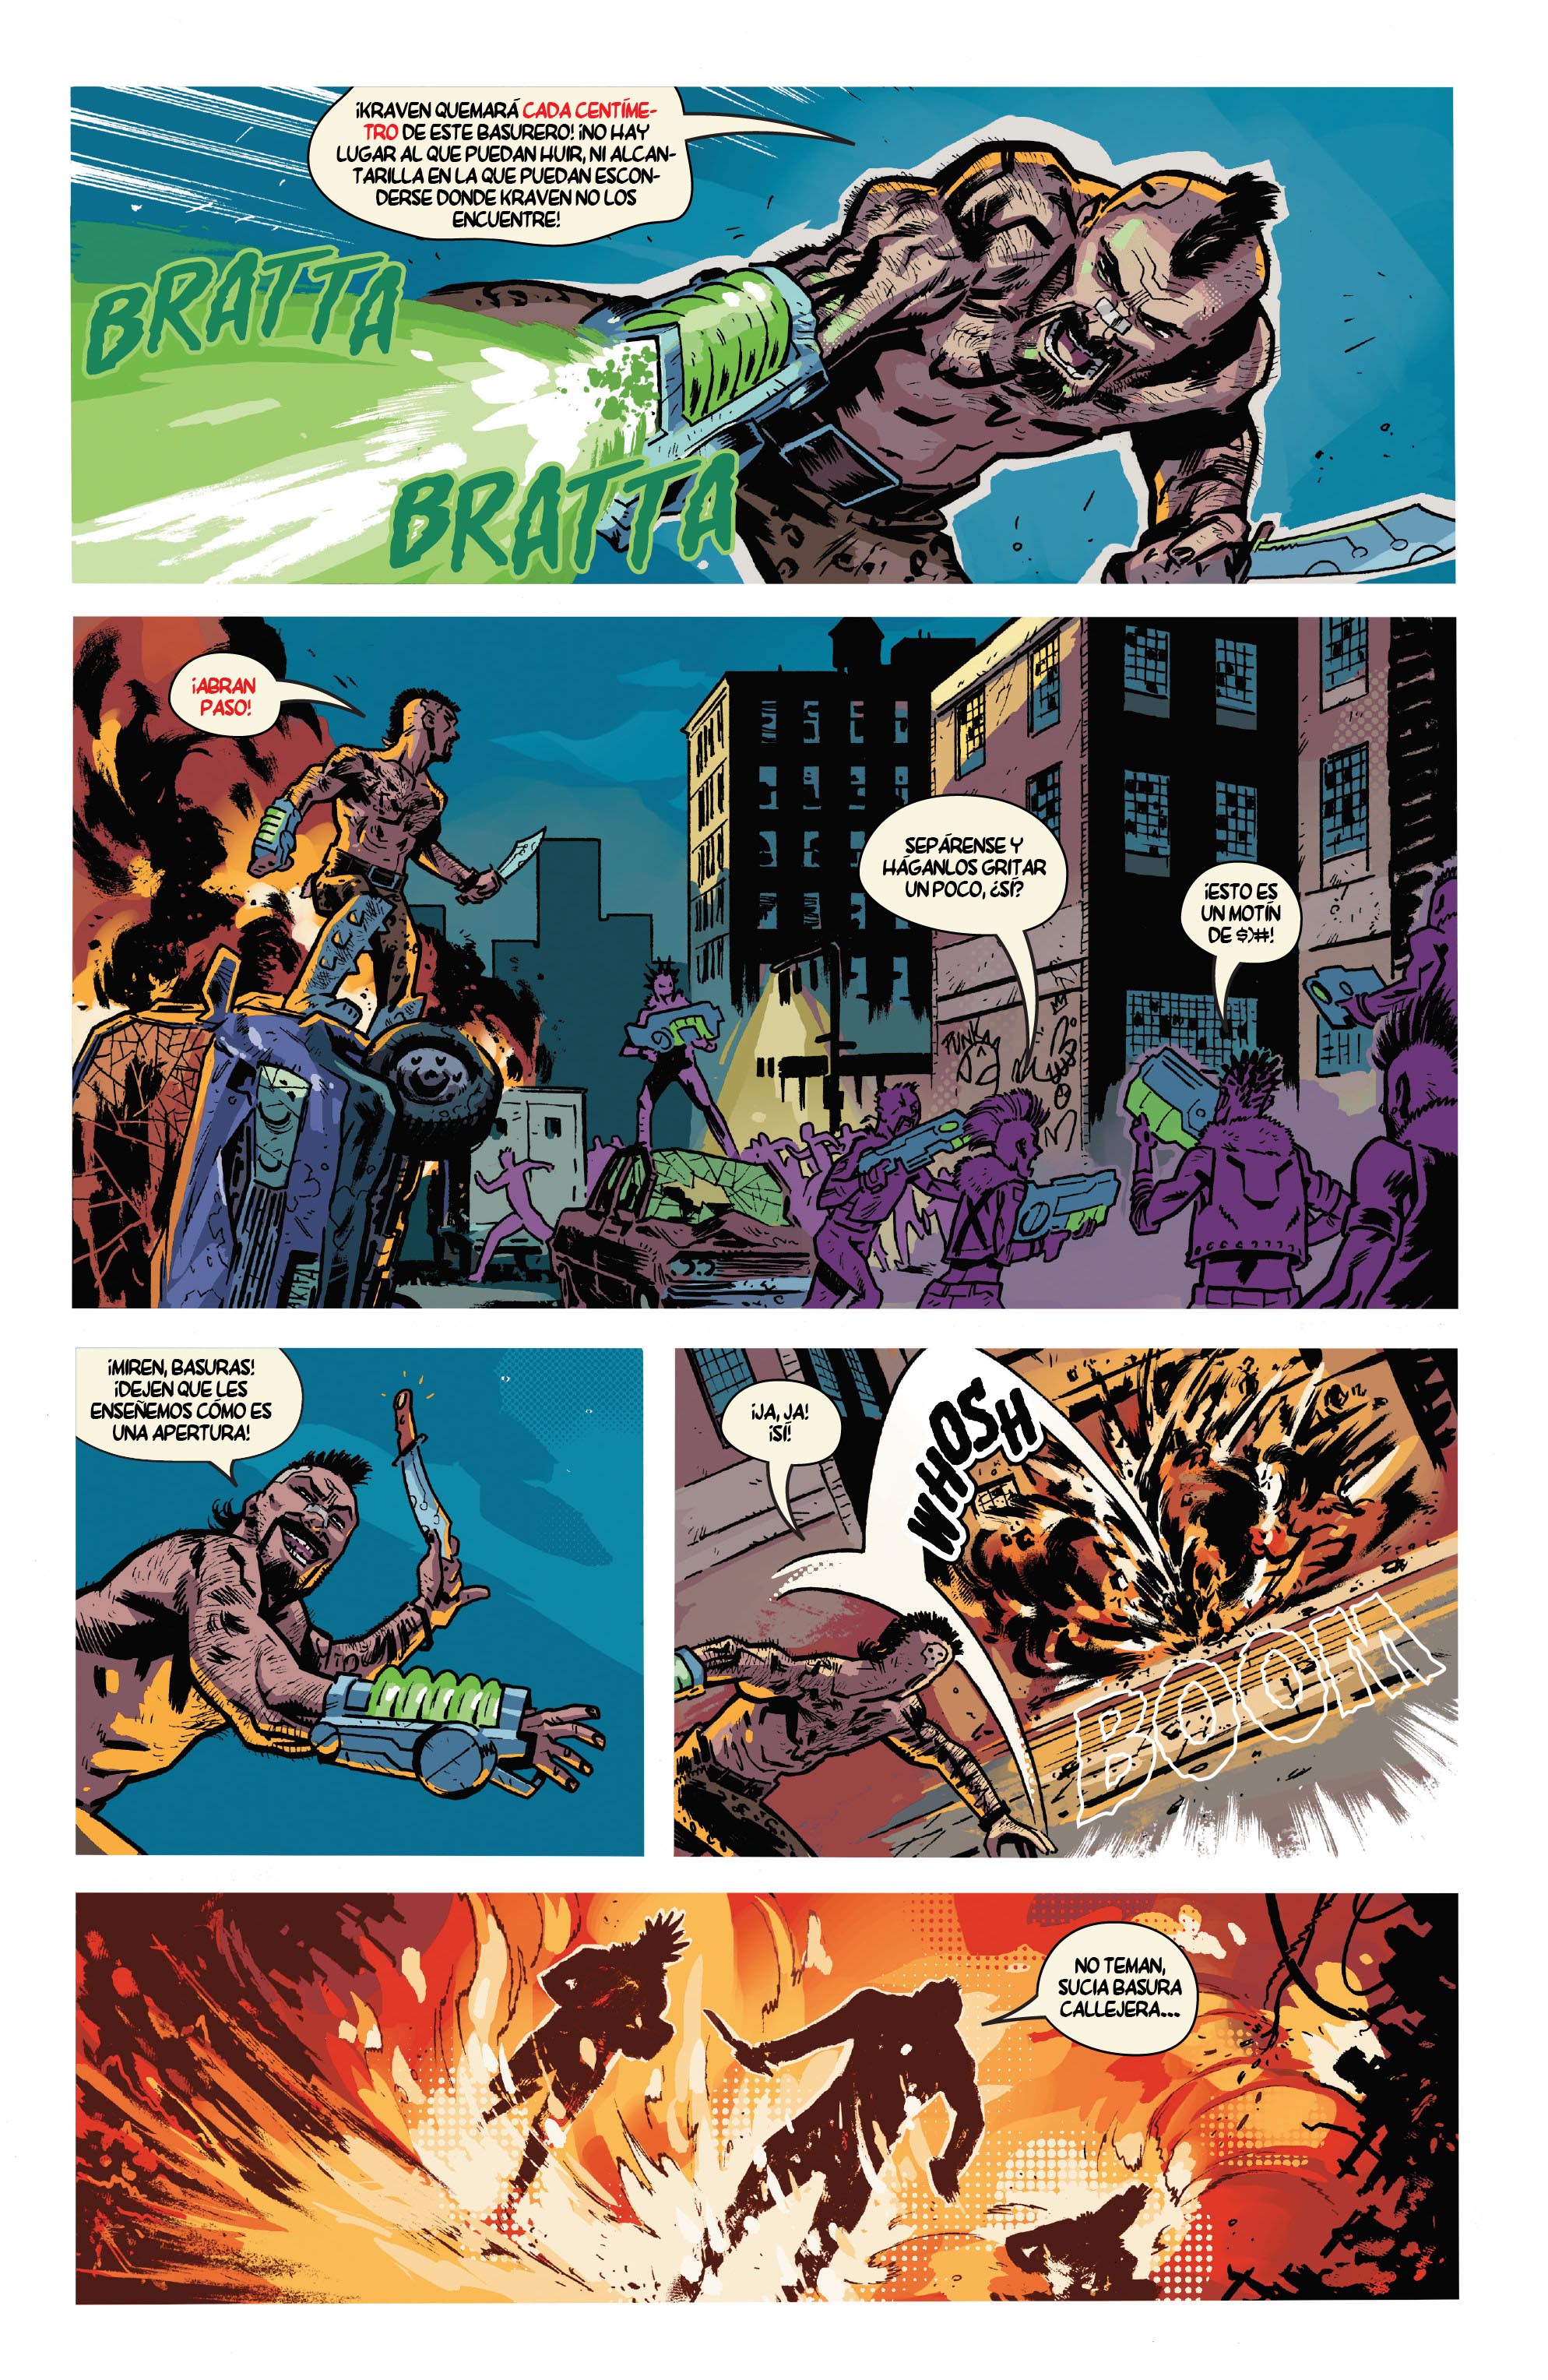 ¡KRAVEN QUEMARÁ CADA CENTÍME-
TRO DE ESTE BASURERO! ¡NO HAY
LUGAR AL QUE PUEDAN HUIR, NI ALCAN-
TARILLA EN LA QUE PUEDAN ESCON-
DERSE DONDE KRAVEN NO LOS
ENCUENTRE!
BRATTA
BRATTA
¡ABRAN
PASO!
SEPÁRENSE Y
HÁGANLOS GRITAR
UN POCO, ¿SÍ?
¡ESTO ES
UN MOTÍN
DE $)#!
PUNK
¡MIREN, BASURAS!
¡DEJEN QUE LES
ENSEÑEMOS CÓMO ES
UNA APERTURA!
¡JA, JA!
¡SÍ!
WHOSH
BOOM
NO TEMAN,
SUCIA BASURA
CALLEJERA...